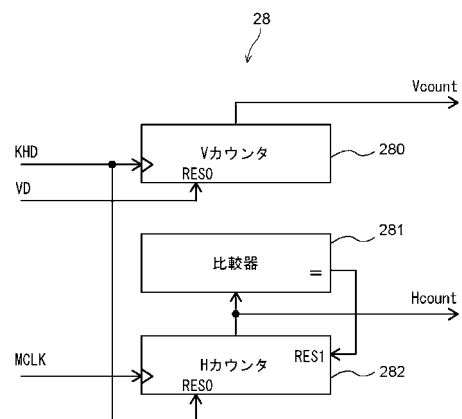 28
Vcount
KHD
Vカウンタ
280
RES0
VD
281
比較器
=
Hcount
MCLK
Hカウンタ
RES1
282
RES0